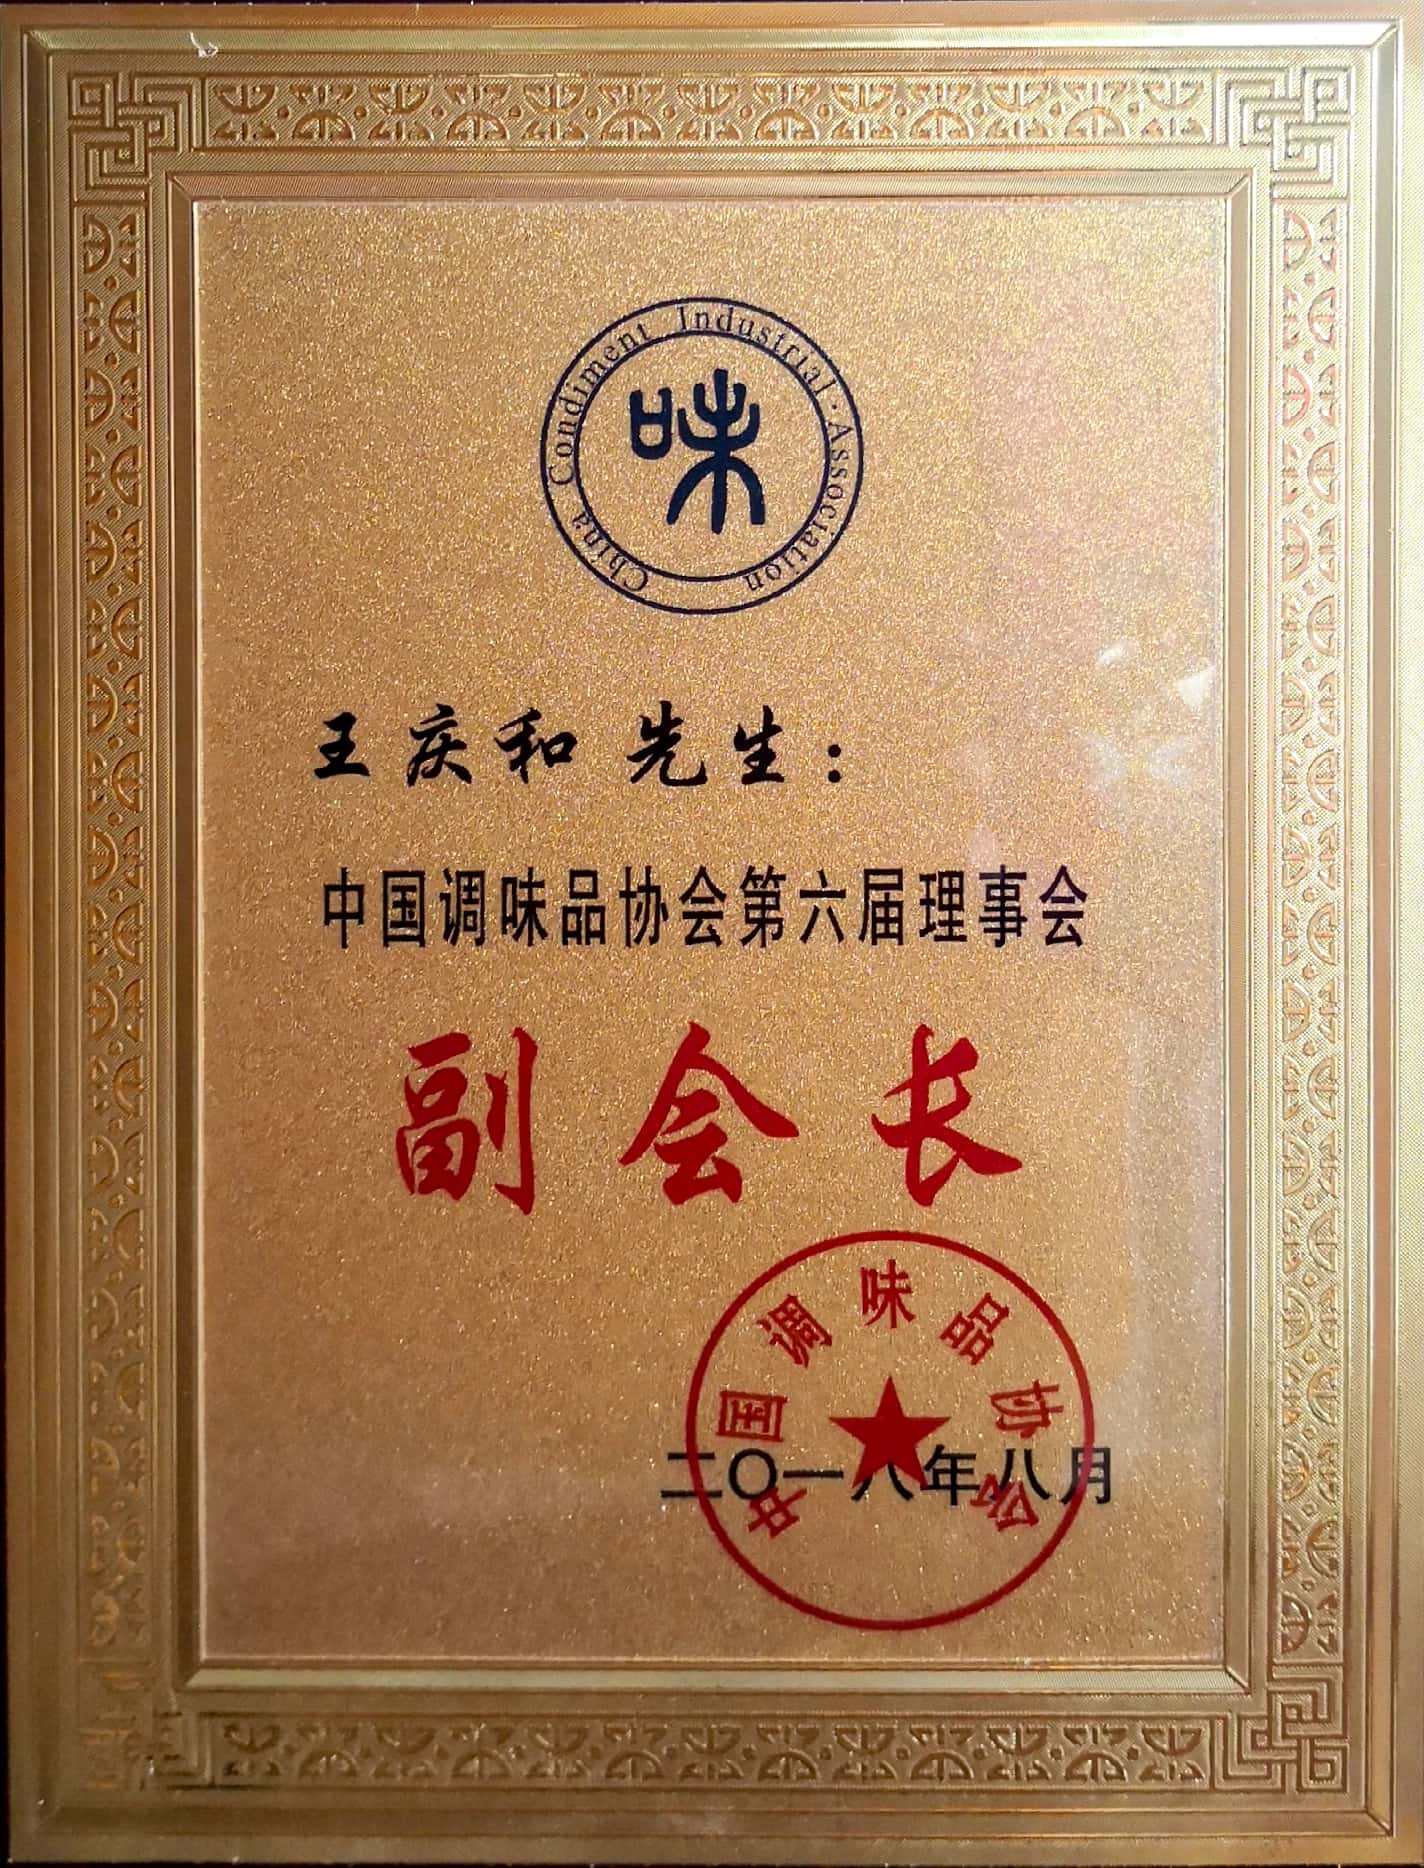 China Condiment Industrial·Association
味
王庆和 先生：
中国调味品协会第六届理事会
副会长
中国调味品协会
二〇一八年八月